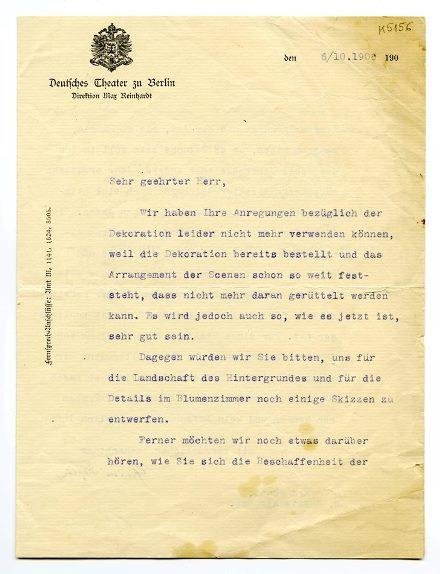 K5156
Deutsches Theater zu Berlin
Direktion Max Reinhardt
den 6/10.1906 190
Sehr geehrter Herr,
Wir haben Ihre Anregungen bezüglich der
Dekoration leider nicht mehr verwenden können,
weil die Dekoration bereits bestellt und das
Arrangement der Scenen schon so weit fest-
steht, dass nicht mehr daran gerüttelt werden
kann. Es wird jedoch auch so, wie es jetzt ist,
sehr gut sein.
Dagegen würden wir Sie bitten, uns für
die Landschaft des Hintergrundes und für die
Details im Blumenzimmer noch einige Skizzen zu
entwerfen.
Ferner möchten wir noch etwas darüber
hören, wie Sie sich die Beschaffenheit der
Fernsprech-Anschlüsse: Amt III, 1141, 1824, 3505.